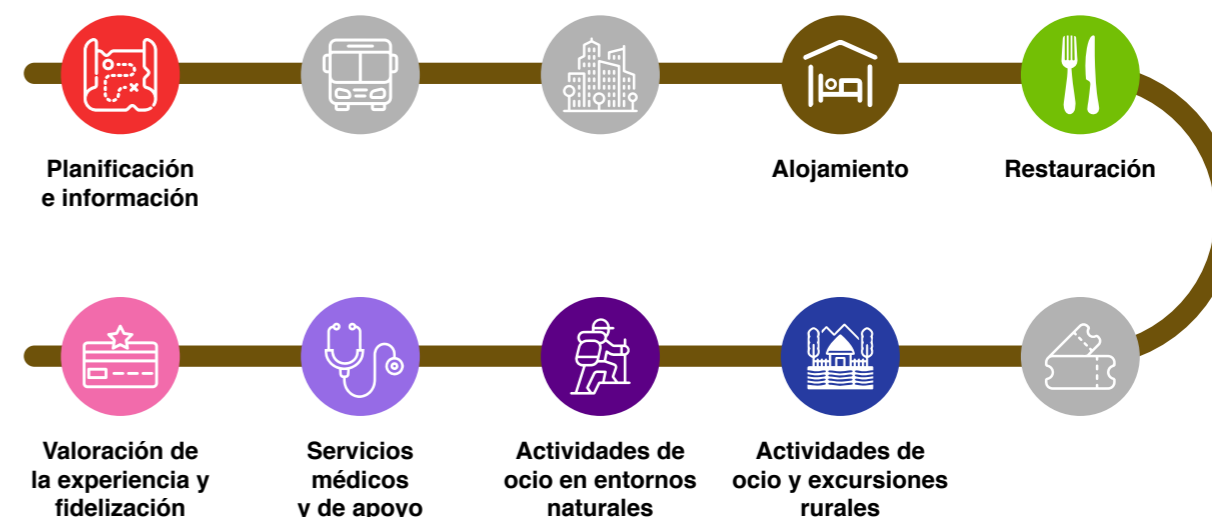 Planificación
e información
Alojamiento
Restauración
Valoración de
la experiencia y
fidelización
Servicios
médicos
y de apoyo
Actividades de
ocio en entornos
naturales
Actividades de
ocio y excursiones
rurales